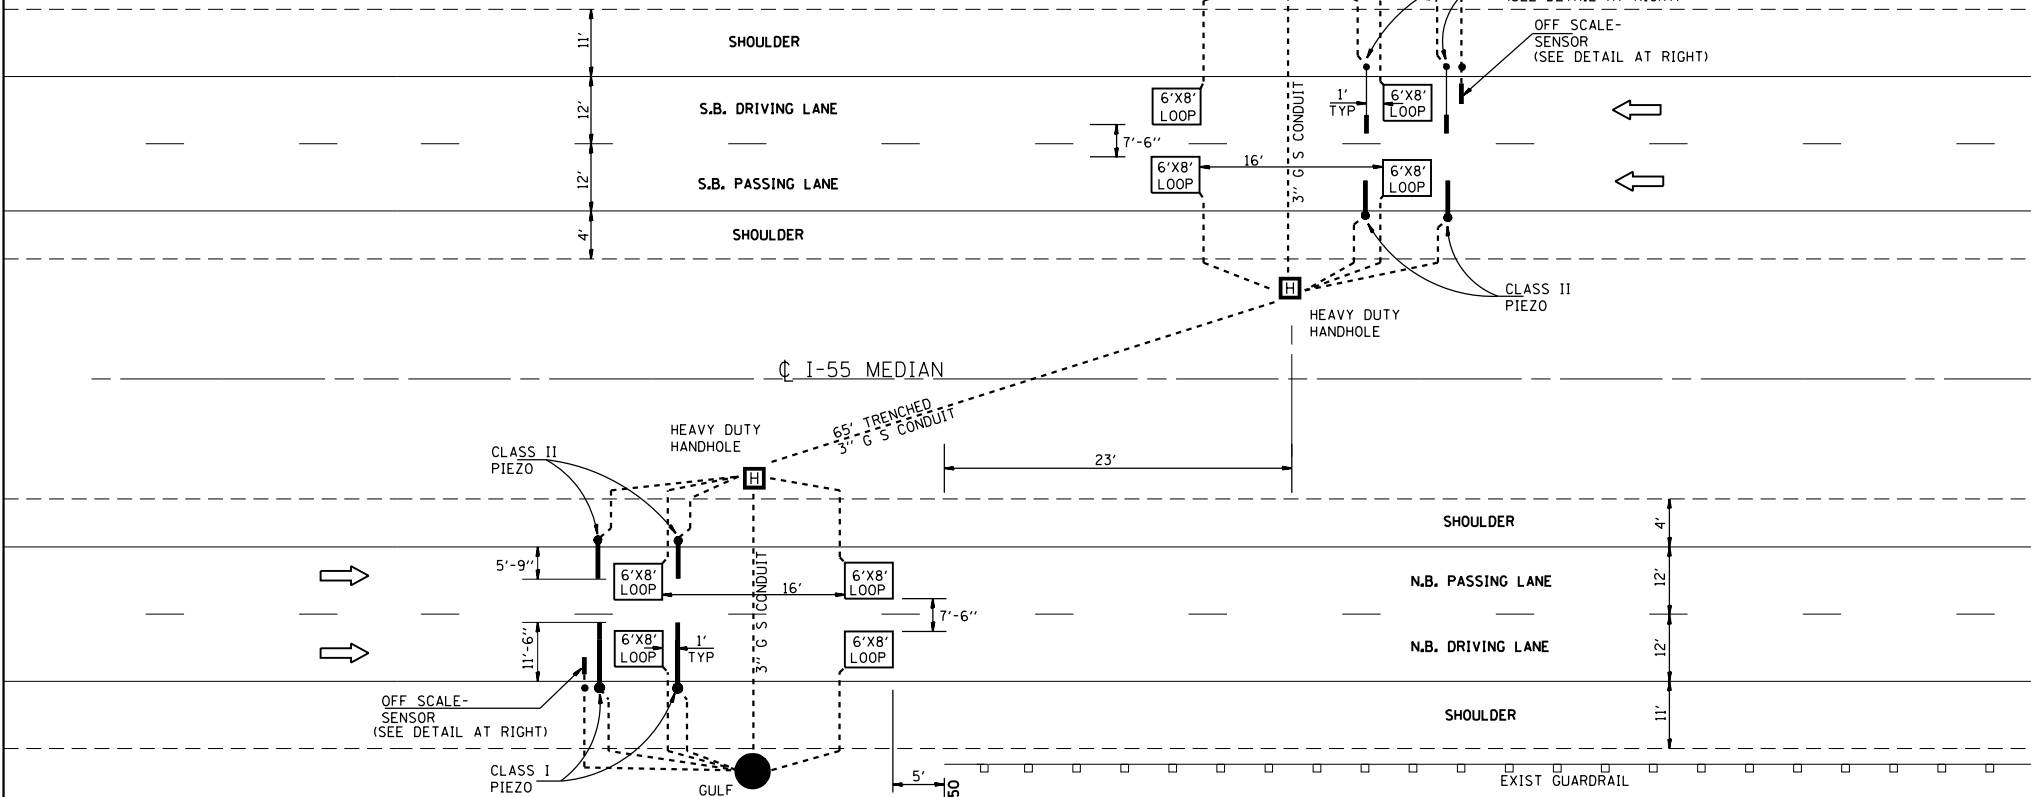 OFF SCALE-
SENSOR
(SEE DETAIL AT RIGHT)
11'
SHOULDER
12'
S.B. DRIVING LANE
6'X8'
LOOP
1'
TYP
6'X8'
LOOP
7'-6"
3" G S CONDUIT
12'
S.B. PASSING LANE
6'X8'
LOOP
16'
6'X8'
LOOP
4'
SHOULDER
CLASS II
PIEZO
HEAVY DUTY
HANDHOLE
H
℄ I-55 MEDIAN
65' TRENCHED
3" G S CONDUIT
HEAVY DUTY
HANDHOLE
H
CLASS II
PIEZO
23'
SHOULDER
4'
5'-9"
6'X8'
LOOP
16'
6'X8'
LOOP
3" G S CONDUIT
N.B. PASSING LANE
12'
7'-6"
11'-6"
6'X8'
LOOP
1'
TYP
6'X8'
LOOP
N.B. DRIVING LANE
12'
OFF SCALE-
SENSOR
(SEE DETAIL AT RIGHT)
SHOULDER
11'
CLASS I
PIEZO
GULF
5'
50
EXIST GUARDRAIL